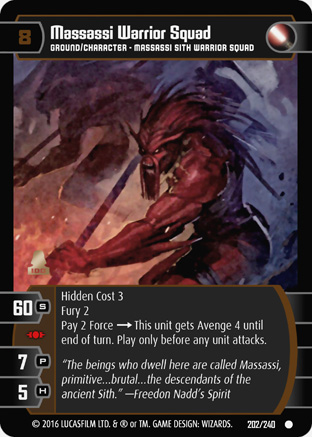 8 Massassi Warrior Squad
GROUND/CHARACTER - MASSASSI SITH WARRIOR SQUAD
60 S
7 P
5 H
Hidden Cost 3
Fury 2
Pay 2 Force → This unit gets Avenge 4 until
end of turn. Play only before any unit attacks.
“The beings who dwell here are called Massassi,
primitive...brutal...the descendants of the
ancient Sith.” —Freedon Nadd's Spirit
© 2016 LUCASFILM LTD. & ® or TM. GAME DESIGN: WIZARDS. 202/240